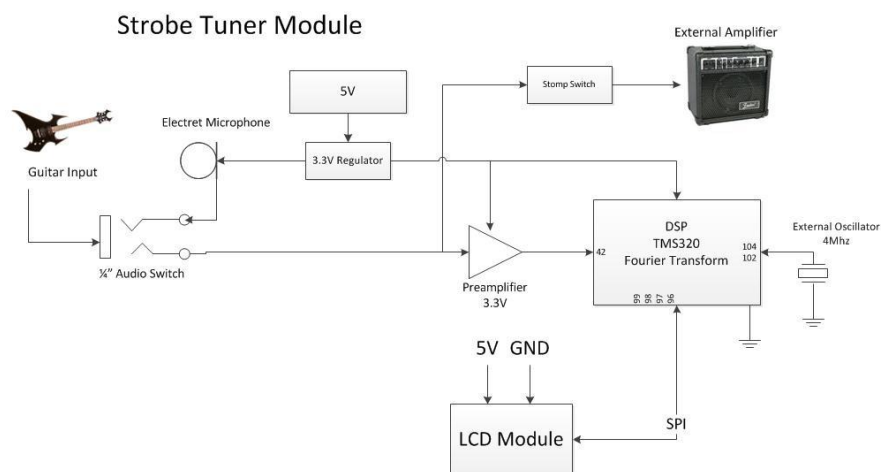 Strobe Tuner Module
External Amplifier
5V
Stomp Switch
Electret Microphone
3.3V Regulator
Guitar Input
DSP
TMS320
Fourier Transform
42
104
102
99
98
97
96
External Oscillator
4Mhz
¼” Audio Switch
Preamplifier
3.3V
5V GND
SPI
LCD Module